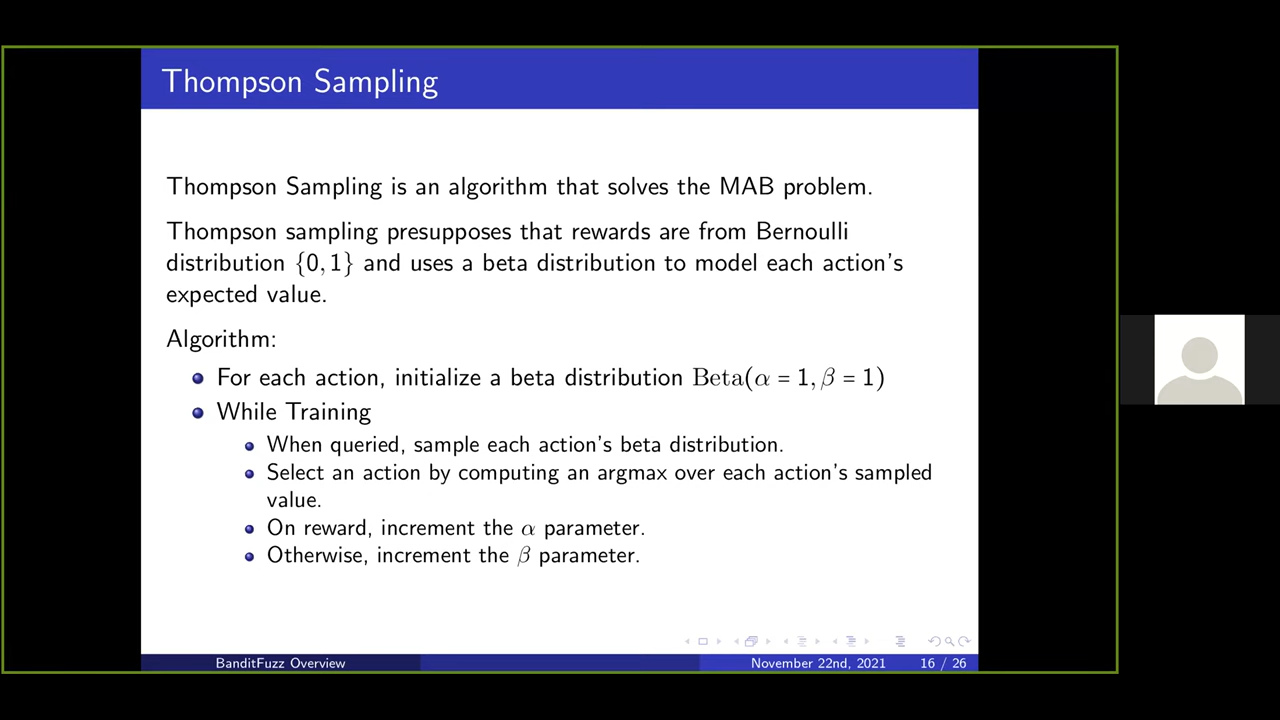 Thompson Sampling
Thompson Sampling is an algorithm that solves the MAB problem.
Thompson sampling presupposes that rewards are from Bernoulli
distribution {0, 1} and uses a beta distribution to model each action's
expected value.
Algorithm:
For each action, initialize a beta distribution Beta(α = 1, β = 1)
While Training
When queried, sample each action's beta distribution.
Select an action by computing an argmax over each action's sampled
value.
On reward, increment the α parameter.
Otherwise, increment the β parameter.
BanditFuzz Overview November 22nd, 2021 16 / 26